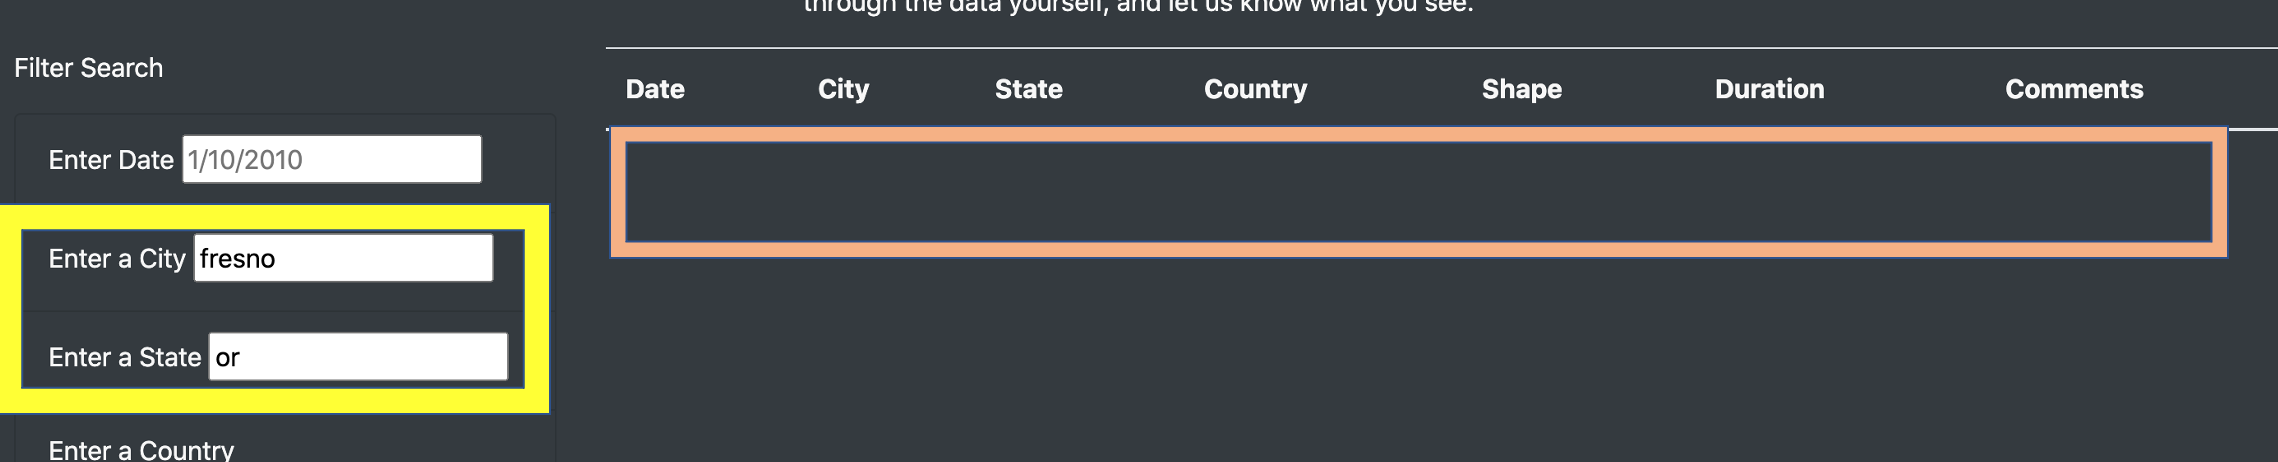 through the data yourself, and let us know what you see.
Filter Search
Date City State Country Shape Duration Comments
Enter Date 1/10/2010
Enter a City fresno
Enter a State or
Enter a Country